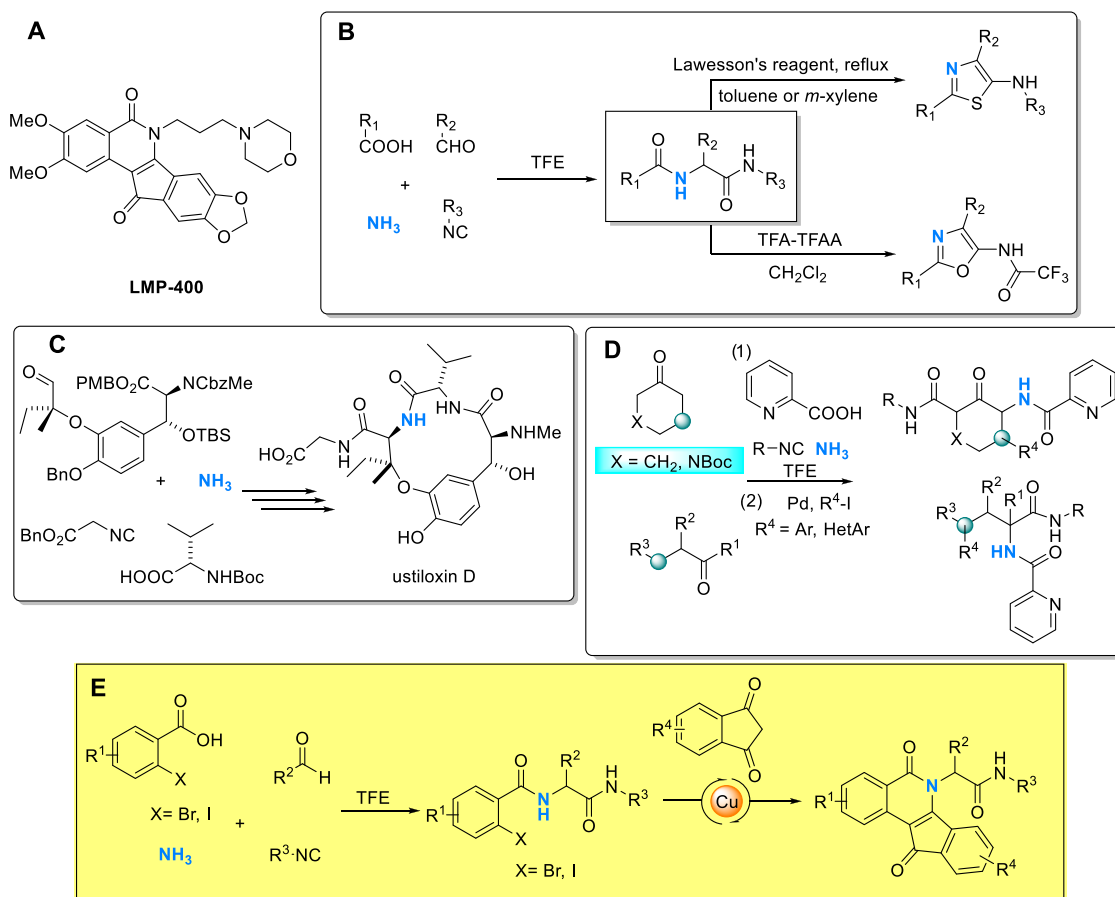 A
O
MeO
N
N
O
MeO
O
O
O
LMP-400
B
R1
COOH
R2
CHO
+
NH3
R3
NC
TFE
O
R1
N
H
R2
O
H
N
R3
Lawesson's reagent, reflux
toluene or m-xylene
R2
N
NH
R1
S
R3
TFA-TFAA
CH2Cl2
R2
N
NH
R1
O
O
CF3
C
O
PMBO2C
NCbzMe
O
OTBS
BnO
+
NH3
BnO2C
NC
HOOC
NHBoc
O
O
H
N
HN
O
O
N
H
NHMe
HO2C
O
OH
HO
ustiloxin D
D
O
X
X = CH2, NBoc
R3
R2
R1
O
(1)
N
COOH
R—NC NH3
TFE
(2)
Pd, R4-I
R4 = Ar, HetAr
O
O
H
N
R
N
H
N
O
X
R4
R2
R1
O
R3
N
H
R
R4
HN
O
N
E
O
R1
OH
X
X= Br, I
+
NH3
O
R2
H
R3-NC
TFE
O
R2
H
N
R1
N
H
R3
O
X
X= Br, I
O
R4
O
Cu
O
R2
H
N
R1
N
R3
O
O
R4